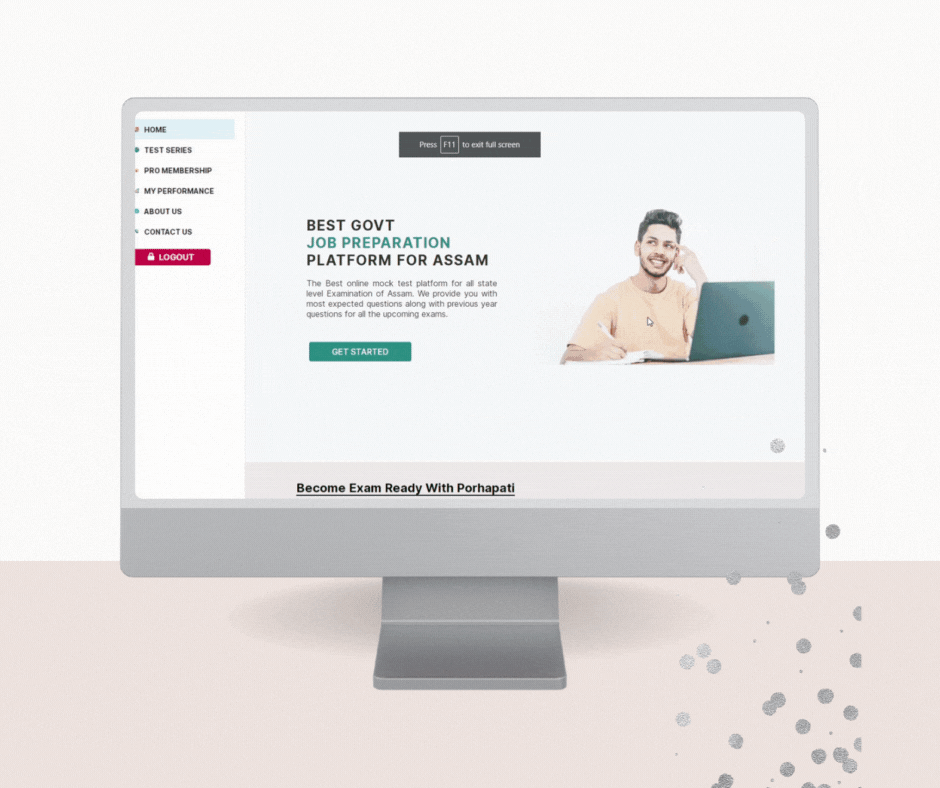 HOME
TEST SERIES
PRO MEMBERSHIP
MY PERFORMANCE
ABOUT US
CONTACT US
LOGOUT
Press F11 to exit full screen
BEST GOVT
JOB PREPARATION
PLATFORM FOR ASSAM
The Best online mock test platform for all state
level Examination of Assam. We provide you with
most expected questions along with previous year
questions for all the upcoming exams.
GET STARTED
Become Exam Ready With Porhapati